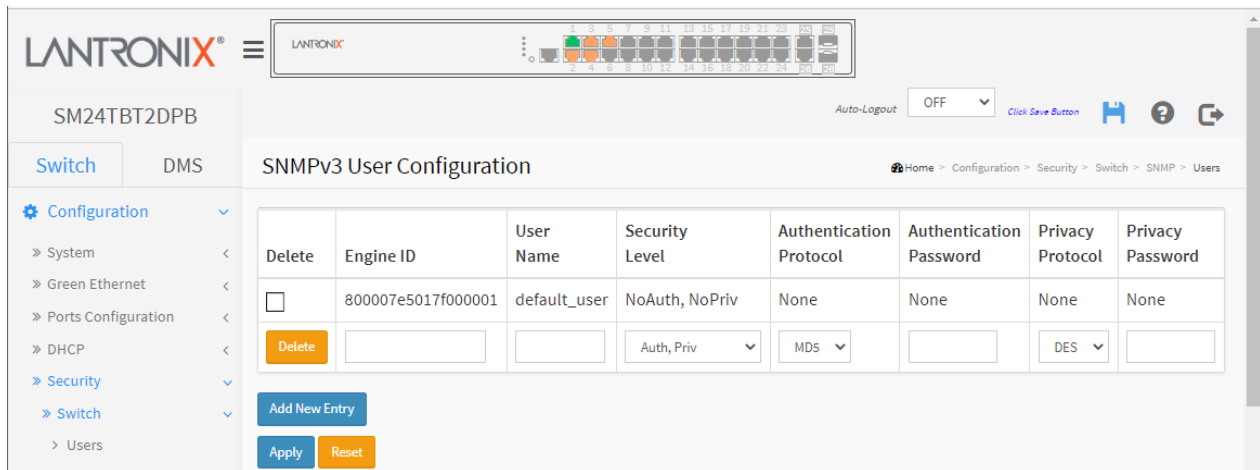 LANTRONIX®
LANTRONIX
1 3 5 7 9 11 13 15 17 19 21 23
2 4 6 8 10 12 14 16 18 20 22 24
SM24TBT2DPB
Auto-Logout OFF Click Save Button
Switch DMS
SNMPv3 User Configuration
Home > Configuration > Security > Switch > SNMP > Users
Configuration
» System
» Green Ethernet
» Ports Configuration
» DHCP
» Security
» Switch
> Users
Delete Engine ID User Name Security Level Authentication Protocol Authentication Password Privacy Protocol Privacy Password
800007e5017f000001 default_user NoAuth, NoPriv None None None None
Delete Auth, Priv MD5 DES
Add New Entry
Apply Reset